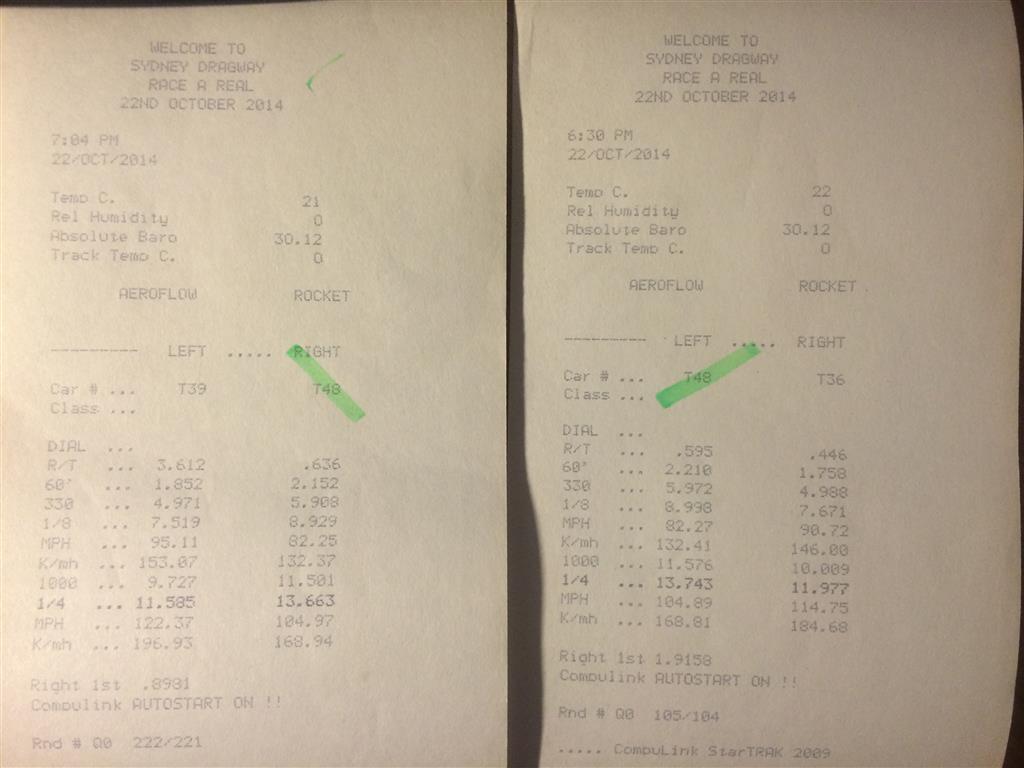 WELCOME TO
SYDNEY DRAGWAY
RACE A REAL
22ND OCTOBER 2014
7:04 PM
22/OCT/2014
Temp C. 21
Rel Humidity 0
Absolute Baro 30.12
Track Temp C. 0
AEROFLOW ROCKET
--------- LEFT ..... RIGHT
Car # ... T39 T48
Class ...
DIAL ...
R/T ... 3.612 .636
60' ... 1.852 2.152
330 ... 4.971 5.908
1/8 ... 7.519 8.929
MPH ... 95.11 82.25
K/mh ... 153.07 132.37
1000 ... 9.727 11.501
1/4 ... 11.585 13.663
MPH ... 122.37 104.97
K/mh ... 196.93 168.94
Right 1st .8981
Compulink AUTOSTART ON !!
Rnd # Q0 222/221
WELCOME TO
SYDNEY DRAGWAY
RACE A REAL
22ND OCTOBER 2014
6:30 PM
22/OCT/2014
Temp C. 22
Rel Humidity 0
Absolute Baro 30.12
Track Temp C. 0
AEROFLOW ROCKET
--------- LEFT ..... RIGHT
Car # ... T48 T36
Class ...
DIAL ...
R/T ... .595 .446
60' ... 2.210 1.758
330 ... 5.972 4.988
1/8 ... 8.998 7.671
MPH ... 82.27 90.72
K/mh ... 132.41 146.00
1000 ... 11.576 10.009
1/4 ... 13.743 11.977
MPH ... 104.89 114.75
K/mh ... 168.81 184.68
Right 1st 1.9158
Compulink AUTOSTART ON !!
Rnd # Q0 105/104
..... CompuLink StarTRAK 2009